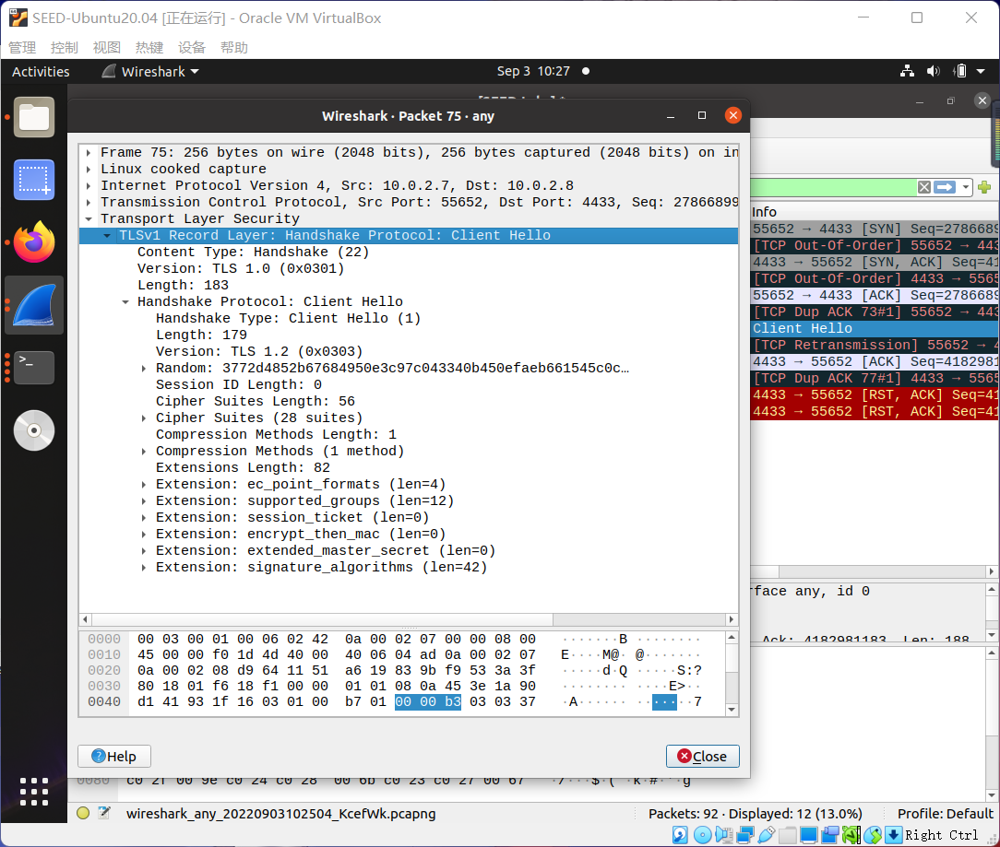 SEED-Ubuntu20.04 [正在运行] - Oracle VM VirtualBox
管理 控制 视图 热键 设备 帮助
Activities Wireshark Sep 3 10:27
Wireshark · Packet 75 · any
Frame 75: 256 bytes on wire (2048 bits), 256 bytes captured (2048 bits) on in
Linux cooked capture
Internet Protocol Version 4, Src: 10.0.2.7, Dst: 10.0.2.8
Transmission Control Protocol, Src Port: 55652, Dst Port: 4433, Seq: 27866899
Transport Layer Security
TLSv1 Record Layer: Handshake Protocol: Client Hello
Content Type: Handshake (22)
Version: TLS 1.0 (0x0301)
Length: 183
Handshake Protocol: Client Hello
Handshake Type: Client Hello (1)
Length: 179
Version: TLS 1.2 (0x0303)
Random: 3772d4852b67684950e3c97c043340b450efaeb661545c0c…
Session ID Length: 0
Cipher Suites Length: 56
Cipher Suites (28 suites)
Compression Methods Length: 1
Compression Methods (1 method)
Extensions Length: 82
Extension: ec_point_formats (len=4)
Extension: supported_groups (len=12)
Extension: session_ticket (len=0)
Extension: encrypt_then_mac (len=0)
Extension: extended_master_secret (len=0)
Extension: signature_algorithms (len=42)
0000 00 03 00 01 00 06 02 42 0a 00 02 07 00 00 08 00 ·······B ········
0010 45 00 00 f0 1d 4d 40 00 40 06 04 ad 0a 00 02 07 E····M@· @·······
0020 0a 00 02 08 d9 64 11 51 a6 19 83 9b f9 53 3a 3f ·····d·Q ·····S:?
0030 80 18 01 f6 18 f1 00 00 01 01 08 0a 45 3e 1a 90 ········ ····E>··
0040 d1 41 93 1f 16 03 01 00 b7 01 00 00 b3 03 03 37 ·A······ ·······7
Help Close
Info
55652 → 4433 [SYN] Seq=2786689
[TCP Out-Of-Order] 55652 → 443
4433 → 55652 [SYN, ACK] Seq=41
[TCP Out-Of-Order] 4433 → 5565
55652 → 4433 [ACK] Seq=2786689
[TCP Dup ACK 73#1] 55652 → 443
Client Hello
[TCP Retransmission] 55652 → 4
4433 → 55652 [ACK] Seq=4182981
[TCP Dup ACK 77#1] 4433 → 5565
4433 → 55652 [RST, ACK] Seq=41
4433 → 55652 [RST, ACK] Seq=41
rface any, id 0
Ack: 4182981183, Len: 188
0080 c0 2f 00 9e c0 24 c0 28 00 6b c0 23 c0 27 00 67 ·/···$·( ·k·#·'·g
wireshark_any_20220903102504_KcefWk.pcapng Packets: 92 · Displayed: 12 (13.0%) Profile: Default
Right Ctrl